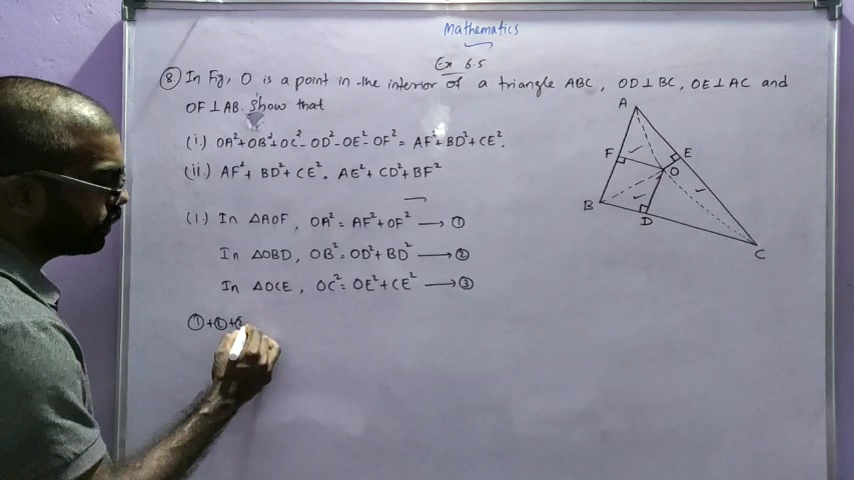 Mathematics
Ex 6.5
⑧ In Fig, O is a point in the interior of a triangle ABC, OD⊥BC, OE⊥AC and
OF⊥AB. Show that
(i.) OA²+OB²+OC²-OD²-OE²-OF² = AF²+BD²+CE².
(ii.) AF²+BD²+CE² = AE²+CD²+BF²
(i.) In ∆AOF, OA² = AF²+OF² → ①
In ∆OBD, OB² = OD²+BD² → ②
In ∆OCE, OC² = OE²+CE² → ③
①+②+
A
F
E
O
B
D
C